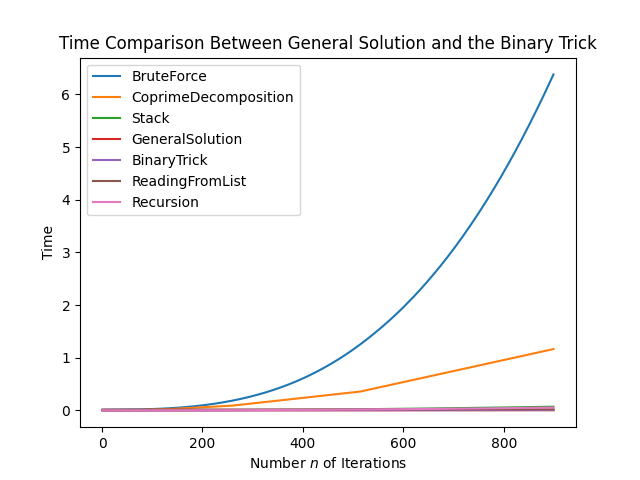 Time Comparison Between General Solution and the Binary Trick
BruteForce
CoprimeDecomposition
Stack
GeneralSolution
BinaryTrick
ReadingFromList
Recursion
Time
6
5
4
3
2
1
0
0 200 400 600 800
Number n of Iterations